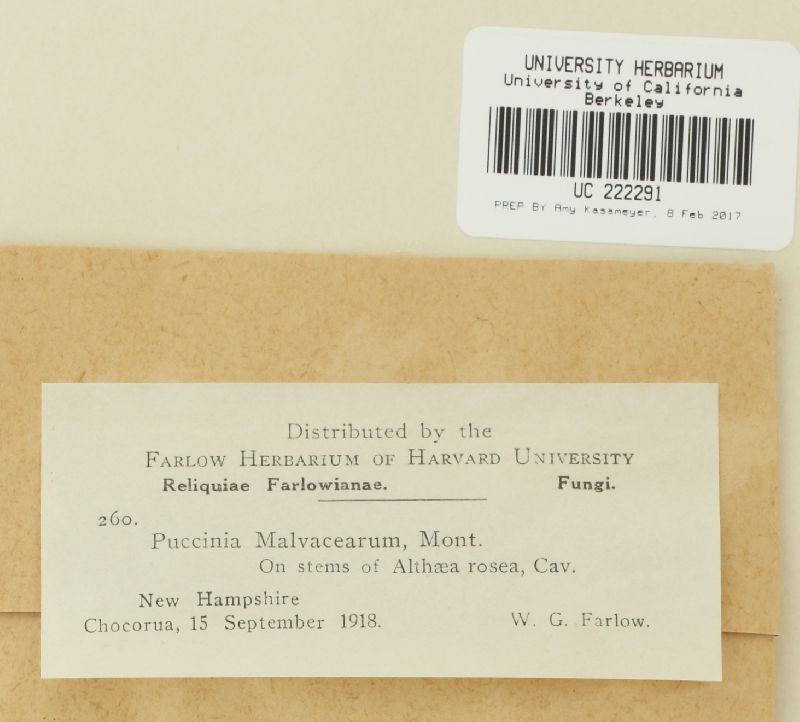 UNIVERSITY HERBARIUM
University of California
Berkeley
UC 222291
PREP BY Amy Kasameyer, 8 Feb 2017
Distributed by the
FARLOW HERBARIUM OF HARVARD UNIVERSITY
Reliquiae Farlowianae. Fungi.
260.
Puccinia Malvacearum, Mont.
On stems of Althæa rosea, Cav.
New Hampshire
Chocorua, 15 September 1918. W. G. Farlow.